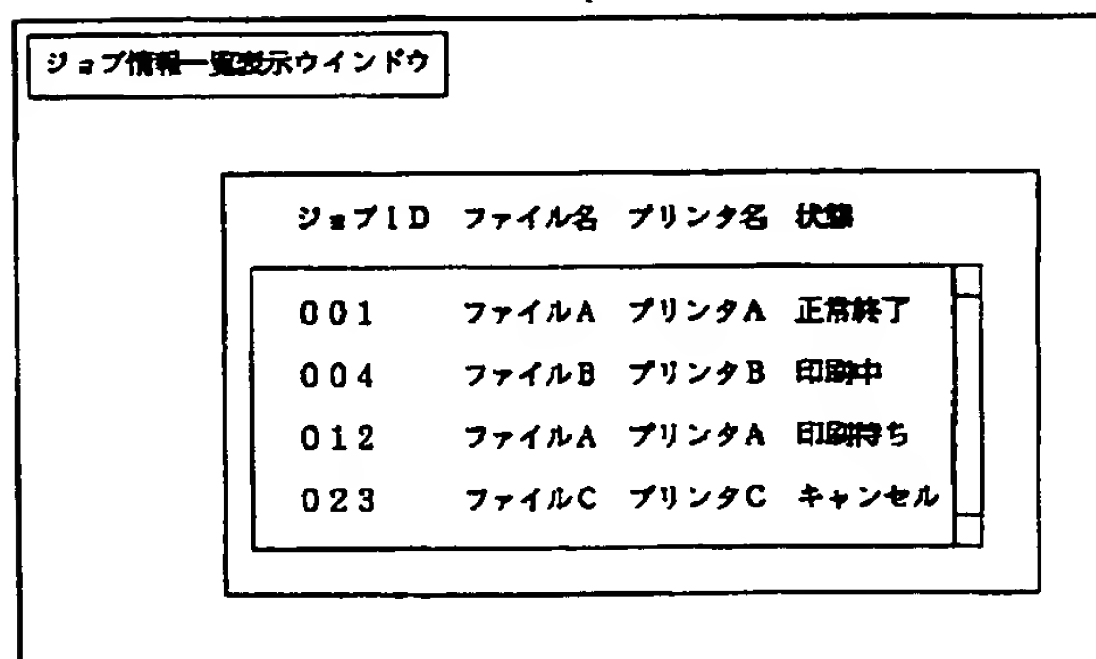 ジョブ情報一覧表示ウインドウ
ジョブID ファイル名 プリンタ名 状態
001 ファイルA プリンタA 正常終了
004 ファイルB プリンタB 印刷中
012 ファイルA プリンタA 印刷待ち
023 ファイルC プリンタC キャンセル